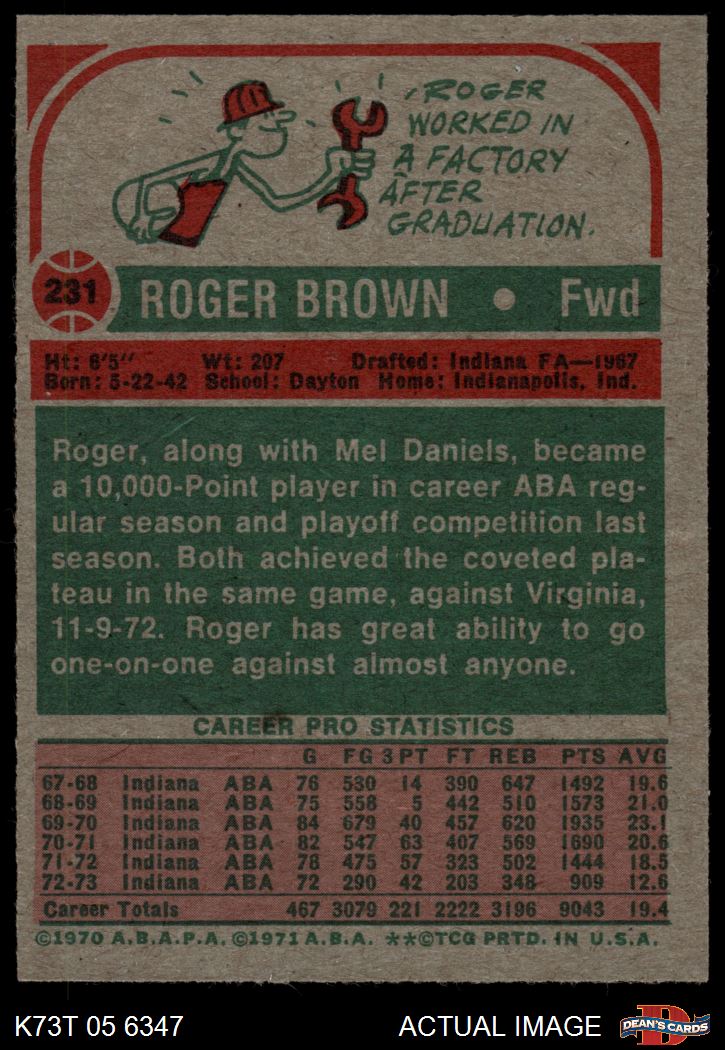 ROGER
WORKED IN
A FACTORY
AFTER
GRADUATION.
231 ROGER BROWN • Fwd
Ht: 6'5" Wt: 207 Drafted: Indiana FA—1967
Born: 5-22-42 School: Dayton Home: Indianapolis, Ind.
Roger, along with Mel Daniels, became
a 10,000-Point player in career ABA reg-
ular season and playoff competition last
season. Both achieved the coveted pla-
teau in the same game, against Virginia,
11-9-72. Roger has great ability to go
one-on-one against almost anyone.
CAREER PRO STATISTICS
G FG 3PT FT REB PTS AVG
67-68 Indiana ABA 76 530 14 390 647 1492 19.6
68-69 Indiana ABA 75 558 5 442 510 1573 21.0
69-70 Indiana ABA 84 679 40 457 620 1935 23.1
70-71 Indiana ABA 82 547 63 407 569 1690 20.6
71-72 Indiana ABA 78 475 57 323 502 1444 18.5
72-73 Indiana ABA 72 290 42 203 348 909 12.6
Career Totals 467 3079 221 2222 3196 9043 19.4
©1970 A.B.A.P.A. ©1971 A.B.A. **©TCG PRTD. IN U.S.A.
K73T 05 6347 ACTUAL IMAGE D DEAN'S CARDS